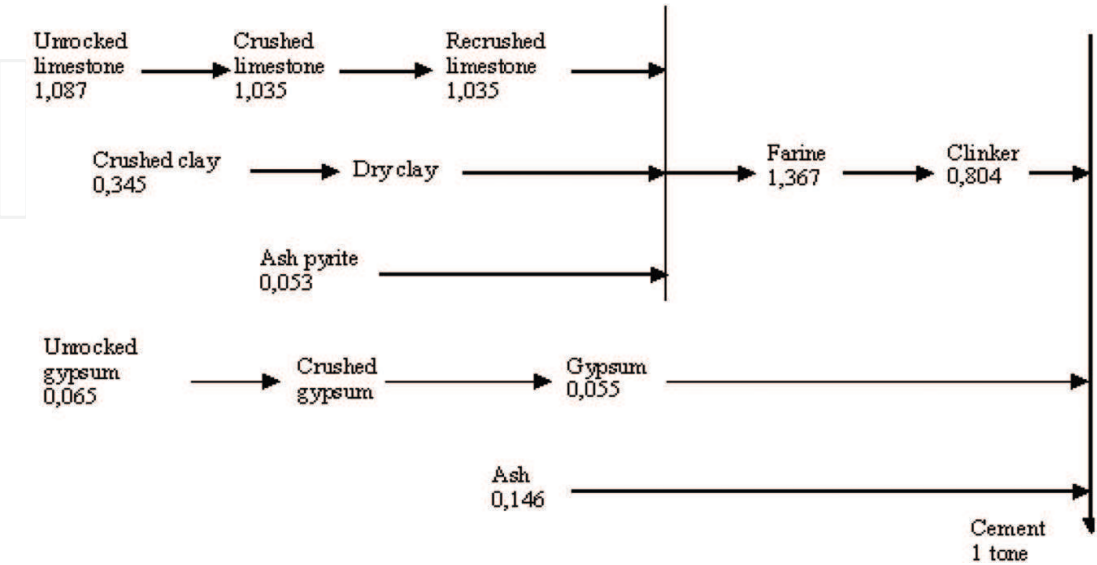 Unrocked
limestone
1,087
Crushed
limestone
1,035
Recrushed
limestone
1,035
Crushed clay
0,345
Dry clay
Farine
1,367
Clinker
0,804
Ash pyrite
0,053
Unrocked
gypsum
0,065
Crushed
gypsum
Gypsum
0,055
Ash
0,146
Cement
1 tone